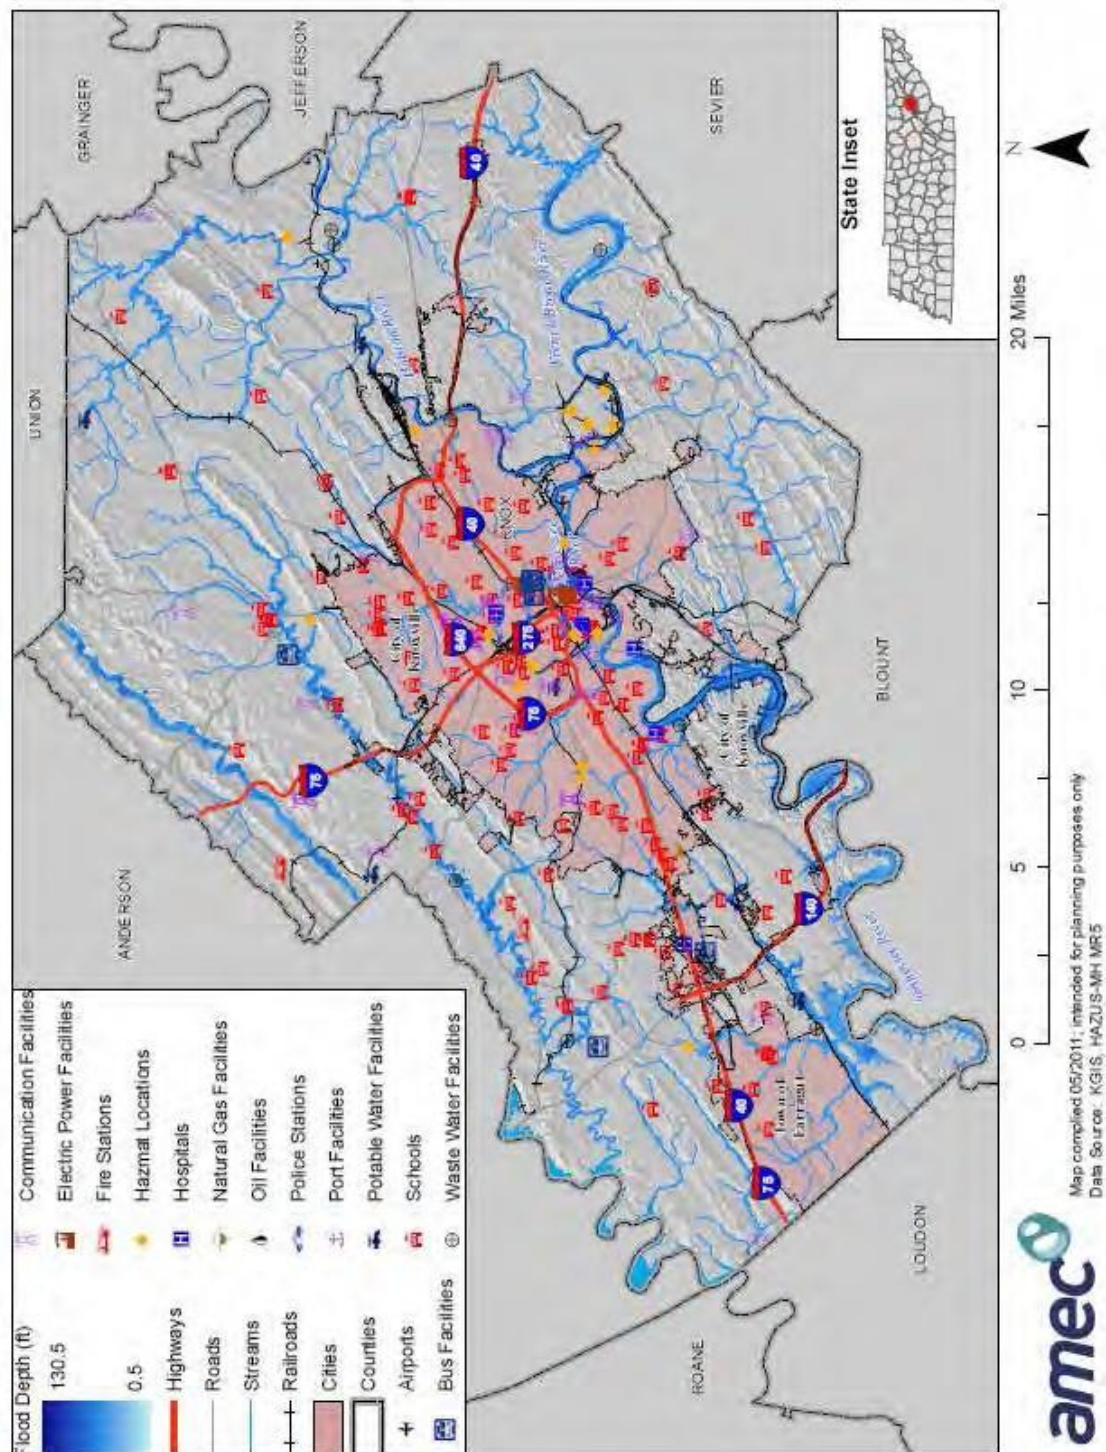 GRAINGER
JEFFERSON
SEVIER
UNION
ANDERSON
BLOUNT
LOUDON
ROANE
KNOX
City of
Knoxville
City of
Knoxville
Town of
Farragut
French Broad River
40
40
640
275
75
75
140
40
75
State Inset
N
Flood Depth (ft)
130.5
0.5
Highways
Roads
Streams
Railroads
Cities
Counties
Airports
Bus Facilities
Communication Facilities
Electric Power Facilities
Fire Stations
Hazmat Locations
Hospitals
Natural Gas Facilities
Oil Facilities
Police Stations
Port Facilities
Potable Water Facilities
Schools
Waste Water Facilities
0
5
10
20 Miles
amec
Map compiled 05/2011; intended for planning purposes only
Data Source: KGIS, HAZUS-MH MR5